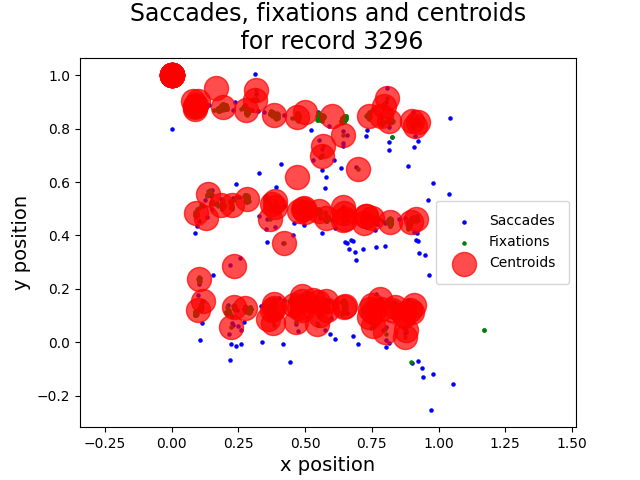 Saccades, fixations and centroids
for record 3296
1.0
0.8
0.6
0.4
0.2
0.0
−0.2
y position
Saccades
Fixations
Centroids
−0.25
0.00
0.25
0.50
0.75
1.00
1.25
1.50
x position